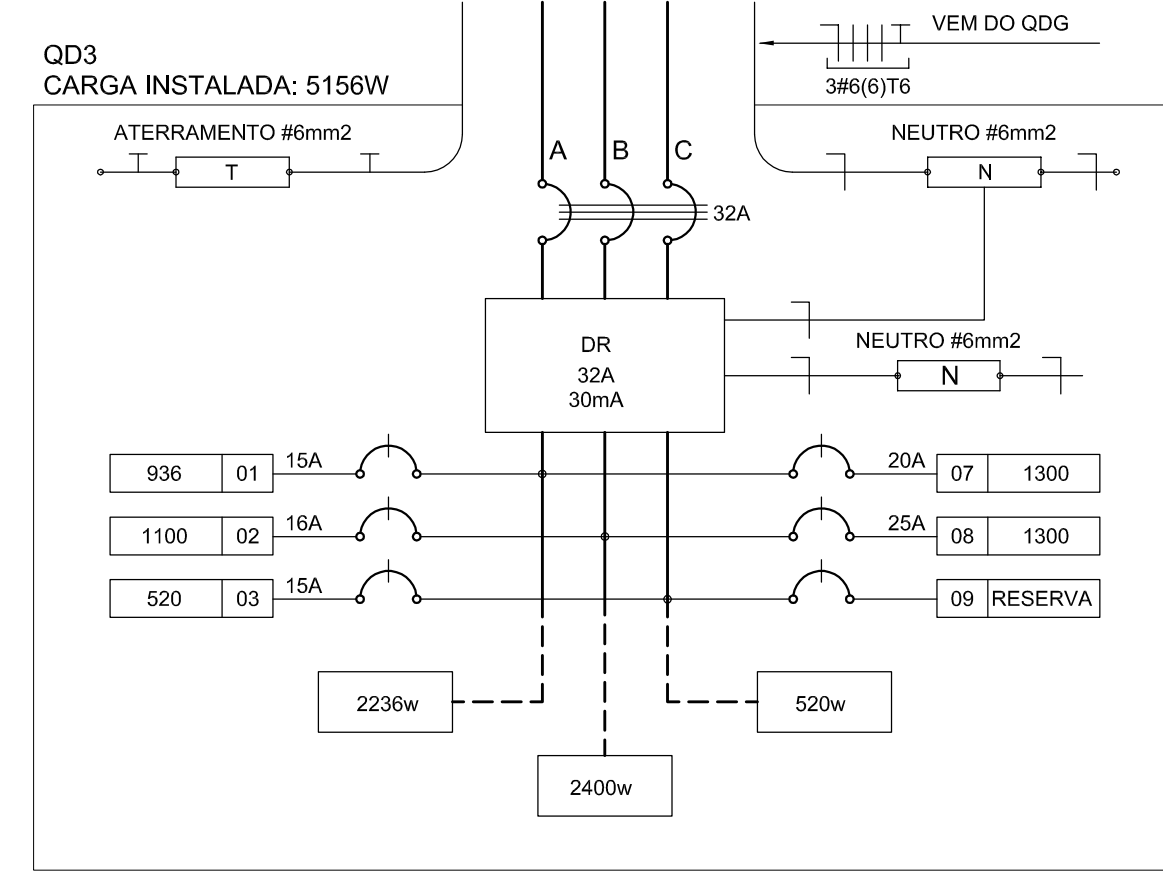 VEM DO QDG
QD3
CARGA INSTALADA: 5156W
3#6(6)T6
ATERRAMENTO #6mm2
NEUTRO #6mm2
A
B
C
T
N
32A
DR
32A
30mA
NEUTRO #6mm2
N
936 01 15A
20A 07 1300
1100 02 16A
25A 08 1300
520 03 15A
09 RESERVA
2236w
520w
2400w